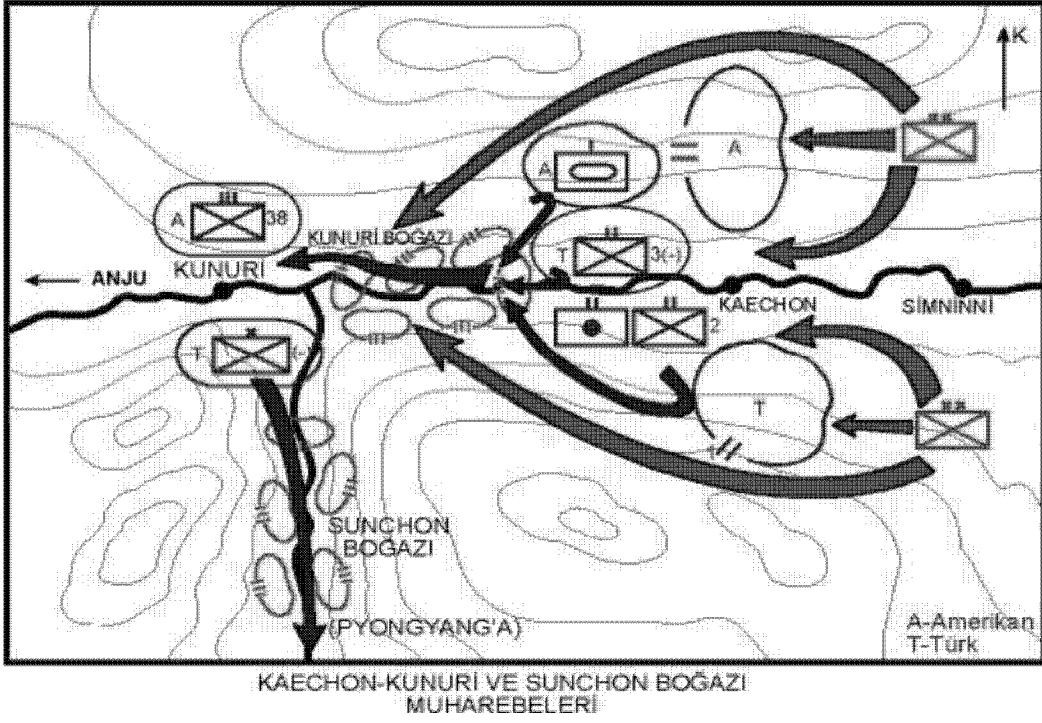 K
A
A
A
38
KUNURİ BOĞAZI
T
3(-)
ANJU
KUNURİ
KAECHON
SİMNİNNİ
2
T
(-)
T
SUNCHON
BOĞAZI
(PYONGYANG'A)
A-Amerikan
T-Türk
KAECHON-KUNURİ VE SUNCHON BOĞAZI
MUHAREBELERİ